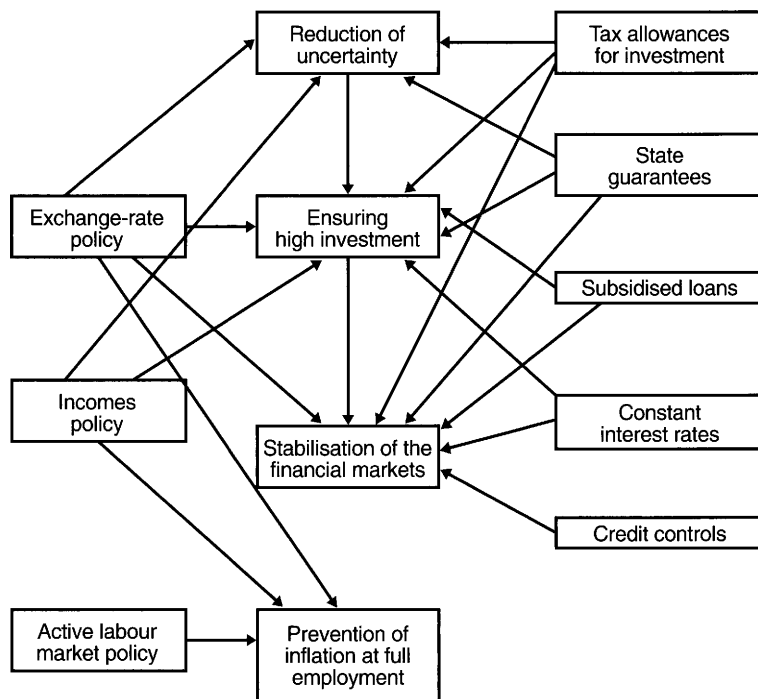 Reduction of
uncertainty
Tax allowances
for investment
State
guarantees
Exchange-rate
policy
Ensuring
high investment
Subsidised loans
Incomes
policy
Constant
interest rates
Stabilisation of the
financial markets
Credit controls
Active labour
market policy
Prevention of
inflation at full
employment